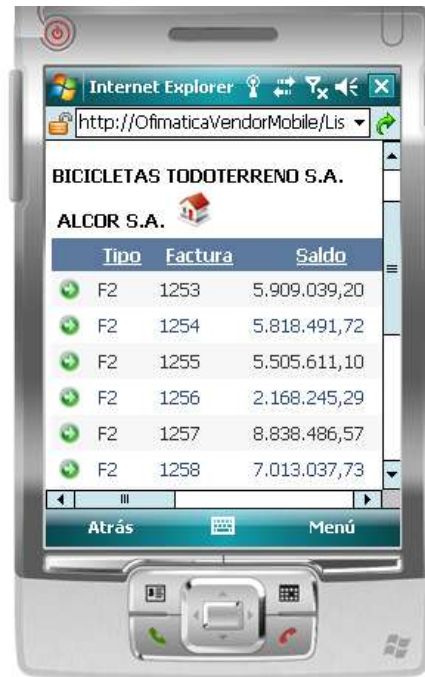 Internet Explorer
http://OfimaticaVendorMobile/Lis
BICICLETAS TODOTERRENO S.A.
ALCOR S.A.
Tipo Factura Saldo
F2 1253 5.909.039,20
F2 1254 5.818.491,72
F2 1255 5.505.611,10
F2 1256 2.168.245,29
F2 1257 8.838.486,57
F2 1258 7.013.037,73
Atrás Menú